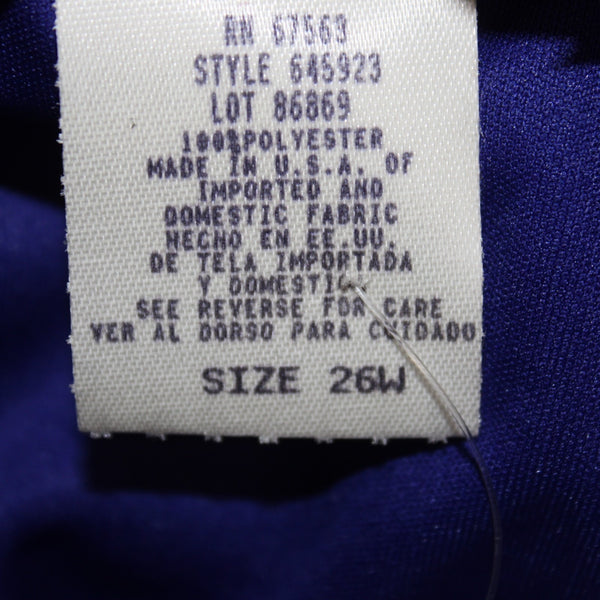 RN 67569
STYLE 645923
LOT 86869
100%POLYESTER
MADE IN U.S.A. OF
IMPORTED AND
DOMESTIC FABRIC
HECHO EN EE.UU.
DE TELA IMPORTADA
Y DOMESTIC
SEE REVERSE FOR CARE
VER AL DORSO PARA CUIDADO
SIZE 26W